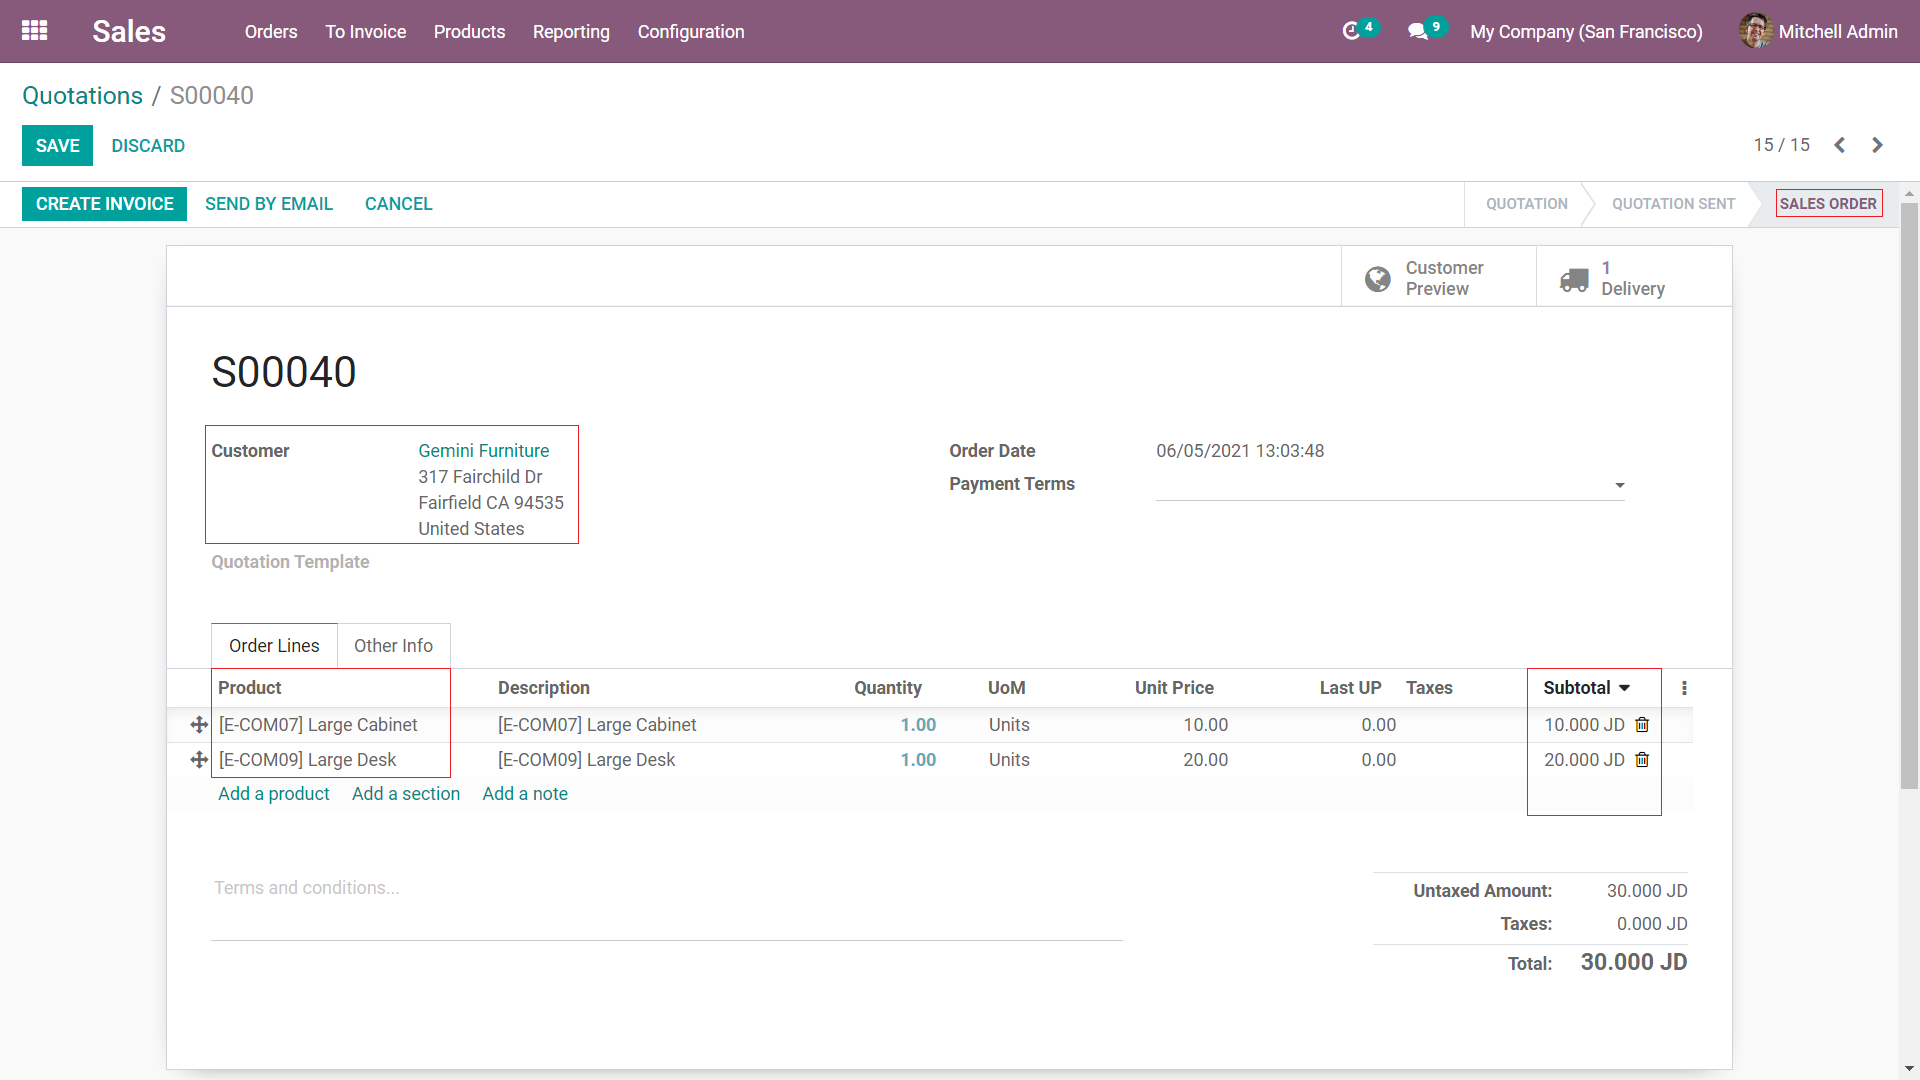 Sales Orders To Invoice Products Reporting Configuration 4 9 My Company (San Francisco) Mitchell Admin
Quotations / S00040
SAVE DISCARD 15 / 15
CREATE INVOICE SEND BY EMAIL CANCEL QUOTATION QUOTATION SENT SALES ORDER
Customer Preview
1 Delivery
S00040
Customer Gemini Furniture
317 Fairchild Dr
Fairfield CA 94535
United States
Order Date 06/05/2021 13:03:48
Payment Terms
Quotation Template
Order Lines Other Info
Product Description Quantity UoM Unit Price Last UP Taxes Subtotal
[E-COM07] Large Cabinet [E-COM07] Large Cabinet 1.00 Units 10.00 0.00 10.000 JD
[E-COM09] Large Desk [E-COM09] Large Desk 1.00 Units 20.00 0.00 20.000 JD
Add a product Add a section Add a note
Terms and conditions...
Untaxed Amount: 30.000 JD
Taxes: 0.000 JD
Total: 30.000 JD